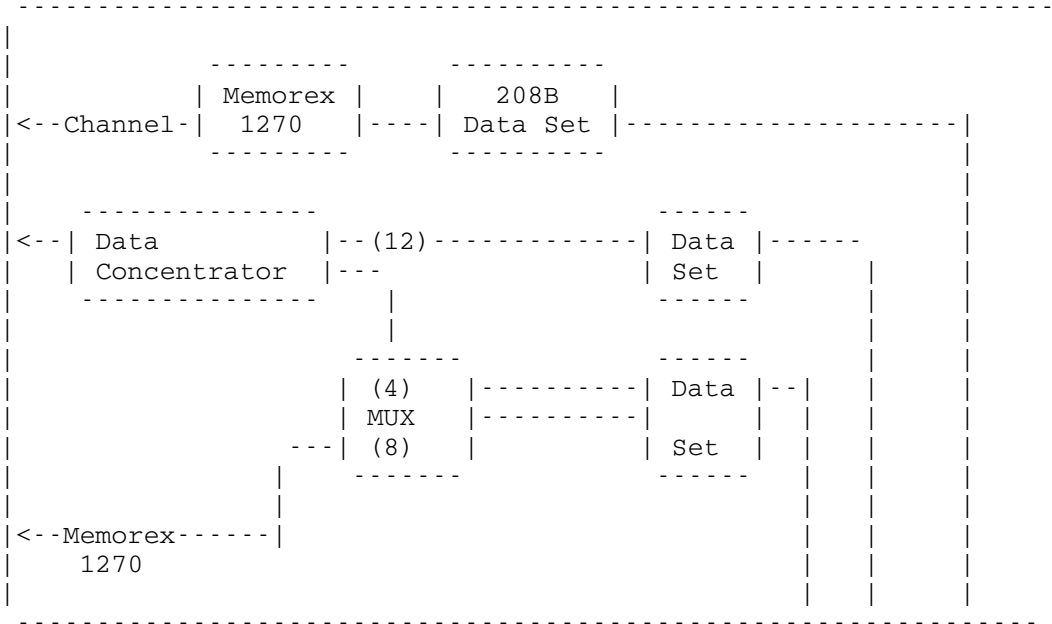 Memorex 208B
<--Channel- 1270 Data Set
<-- Data --(12) Data
Concentrator Set
(4) Data
MUX
(8) Set
<--Memorex
1270